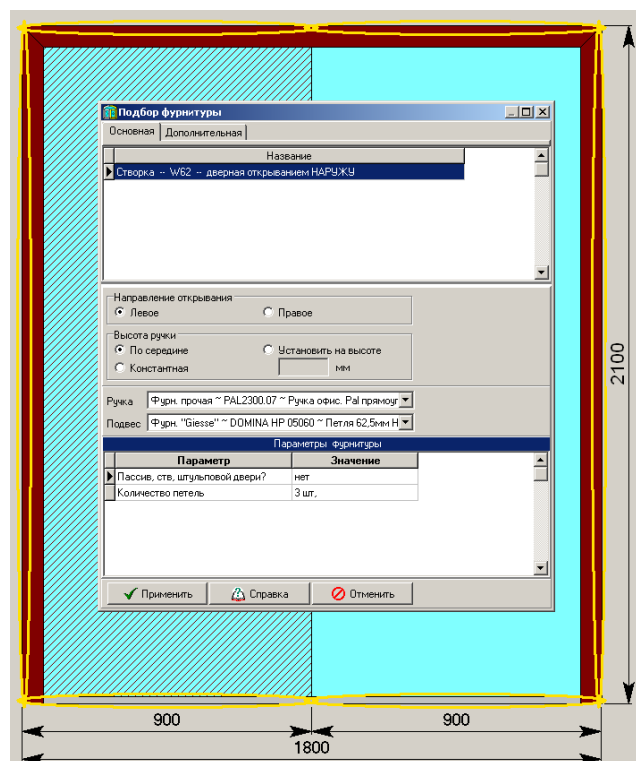 Подбор фурнитуры
Основная Дополнительная
Название
Створка -- W62 -- дверная открыванием НАРУЖУ
Направление открывания
Левое Правое
Высота ручки
По середине Установить на высоте
Константная мм
Ручка Фурн. прочая ~ PAL2300.07 ~ Ручка офис. Pal прямоуг
Подвес Фурн. "Giesse" ~ DOMINA HP 05060 ~ Петля 62,5мм Н
Параметры фурнитуры
Параметр Значение
Пассив, ств, штульповой двери? нет
Количество петель 3 шт,
Применить Справка Отменить
2100
900 900
1800